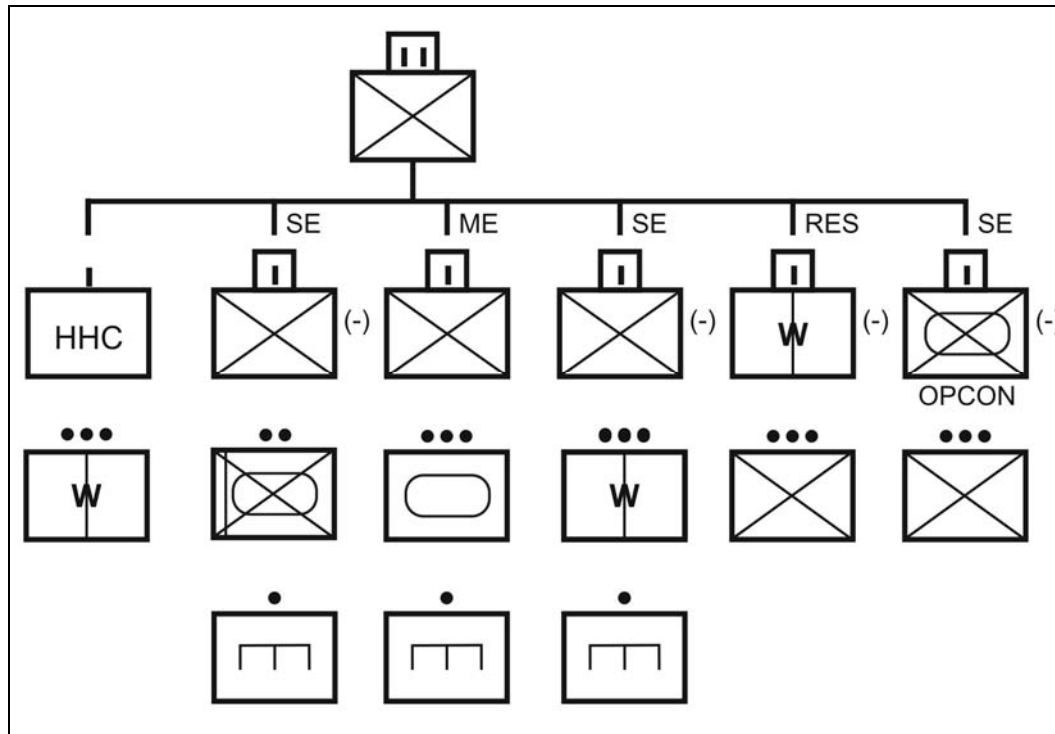 SE ME SE RES SE
HHC (-) (-) W (-) (-)
OPCON
W W